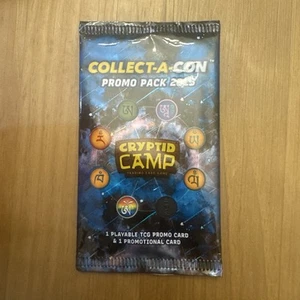 COLLECT-A-CON
PROMO PACK 2023
CRYPTID
CAMP
TRADING CARD GAME
1 PLAYABLE TCG PROMO CARD
& 1 PROMOTIONAL CARD